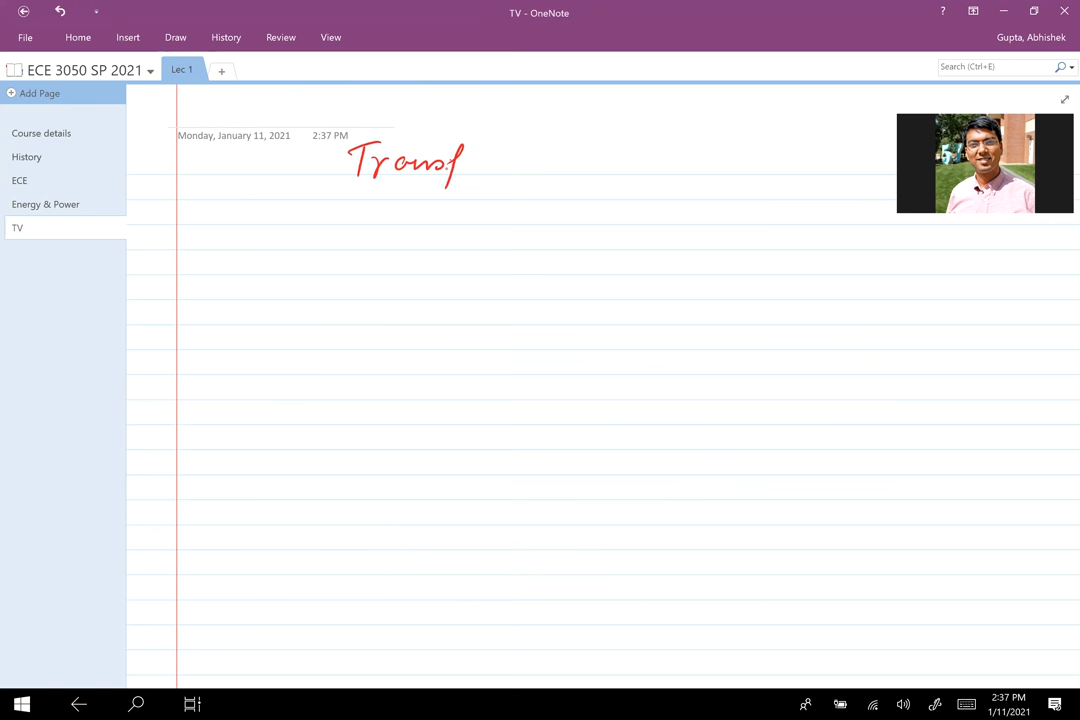 TV - OneNote
?
File Home Insert Draw History Review View
Gupta, Abhishek
ECE 3050 SP 2021
Lec 1
+
Search (Ctrl+E)
+ Add Page
Course details
History
ECE
Energy & Power
TV
Monday, January 11, 2021 2:37 PM
Transf
2:37 PM
1/11/2021